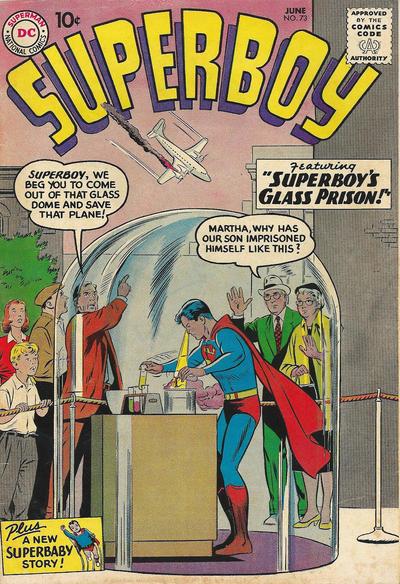 SUPERMAN
DC
NATIONAL COMICS
10¢
JUNE
NO. 73
APPROVED
BY THE
COMICS
CODE
CA
AUTHORITY
SUPERBOY
Featuring
"SUPERBOY'S
GLASS PRISON!"
SUPERBOY, WE
BEG YOU TO COME
OUT OF THAT GLASS
DOME AND SAVE
THAT PLANE!
MARTHA, WHY HAS
OUR SON IMPRISONED
HIMSELF LIKE THIS?
Plus
A NEW
SUPERBABY
STORY!